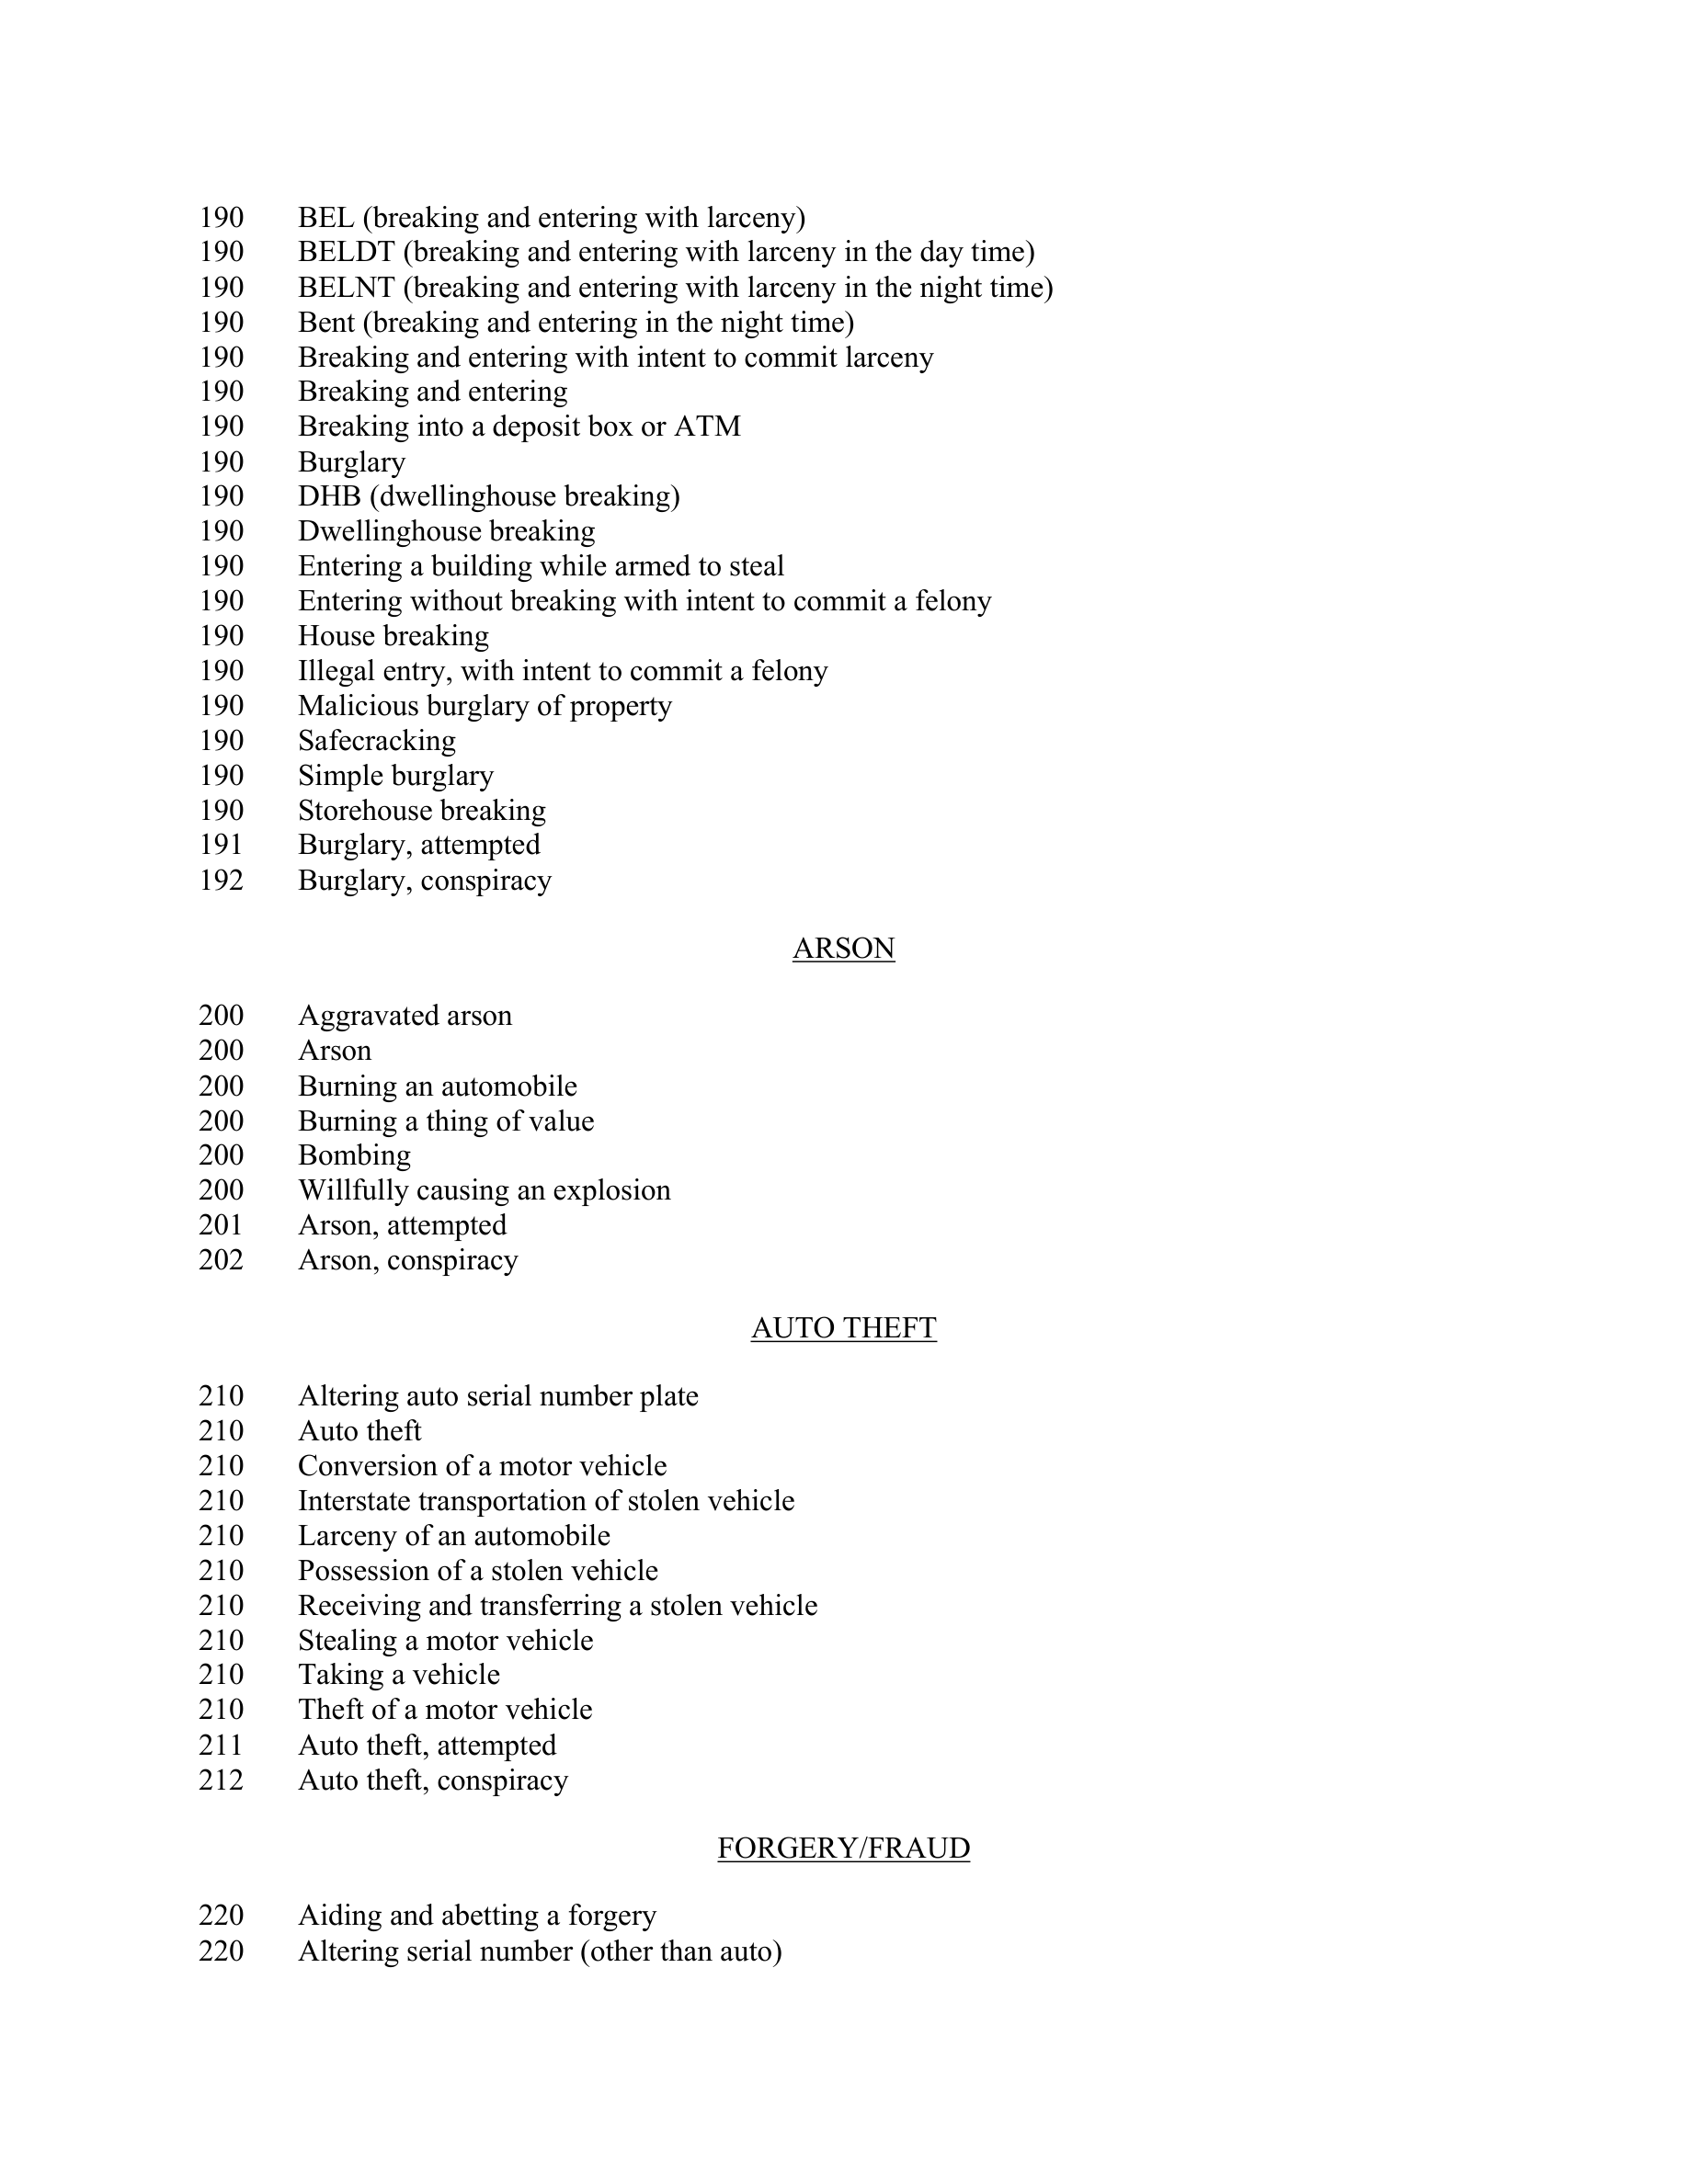 190 BEL (breaking and entering with larceny)
190 BELDT (breaking and entering with larceny in the day time)
190 BELNT (breaking and entering with larceny in the night time)
190 Bent (breaking and entering in the night time)
190 Breaking and entering with intent to commit larceny
190 Breaking and entering
190 Breaking into a deposit box or ATM
190 Burglary
190 DHB (dwellinghouse breaking)
190 Dwellinghouse breaking
190 Entering a building while armed to steal
190 Entering without breaking with intent to commit a felony
190 House breaking
190 Illegal entry, with intent to commit a felony
190 Malicious burglary of property
190 Safecracking
190 Simple burglary
190 Storehouse breaking
191 Burglary, attempted
192 Burglary, conspiracy
ARSON
200 Aggravated arson
200 Arson
200 Burning an automobile
200 Burning a thing of value
200 Bombing
200 Willfully causing an explosion
201 Arson, attempted
202 Arson, conspiracy
AUTO THEFT
210 Altering auto serial number plate
210 Auto theft
210 Conversion of a motor vehicle
210 Interstate transportation of stolen vehicle
210 Larceny of an automobile
210 Possession of a stolen vehicle
210 Receiving and transferring a stolen vehicle
210 Stealing a motor vehicle
210 Taking a vehicle
210 Theft of a motor vehicle
211 Auto theft, attempted
212 Auto theft, conspiracy
FORGERY/FRAUD
220 Aiding and abetting a forgery
220 Altering serial number (other than auto)